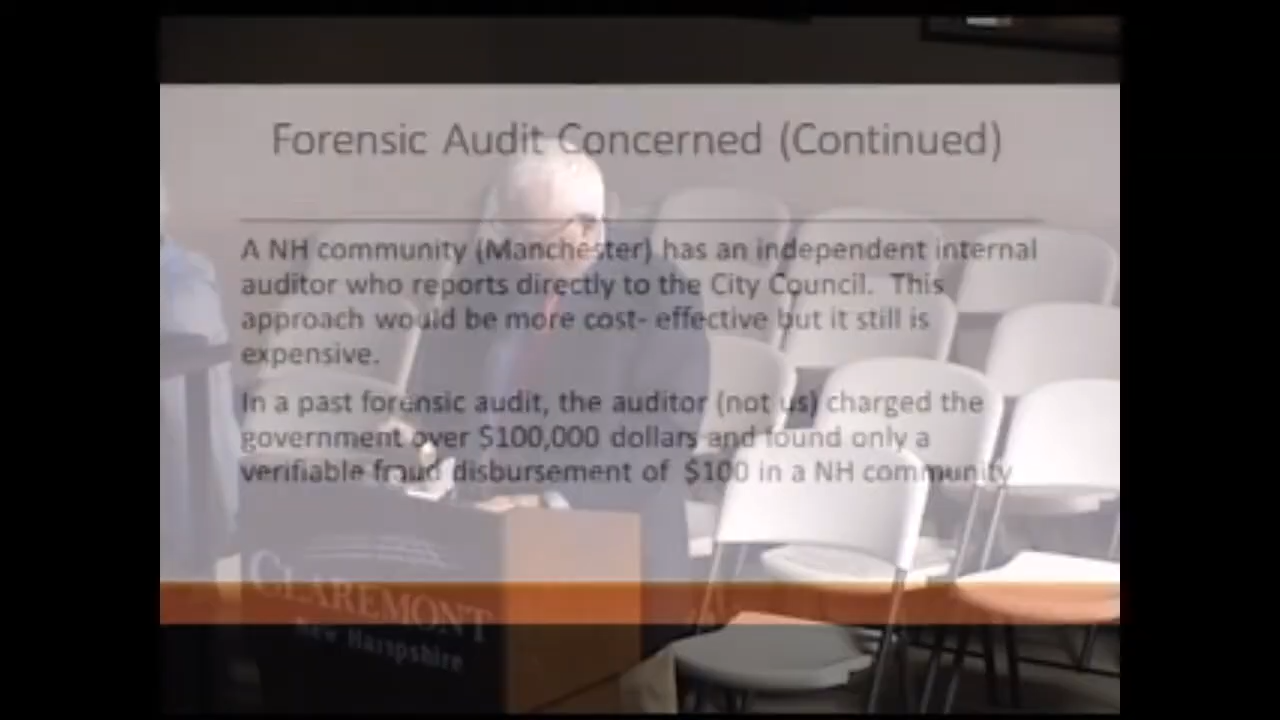 Forensic Audit Concerned (Continued)
A NH community (Manchester) has an independent internal
auditor who reports directly to the City Council.  This
approach would be more cost- effective but it still is
expensive.
In a past forensic audit, the auditor (not us) charged the
government over $100,000 dollars and found only a
verifiable fraud disbursement of  $100 in a NH community
CLAREMONT
New Hampshire